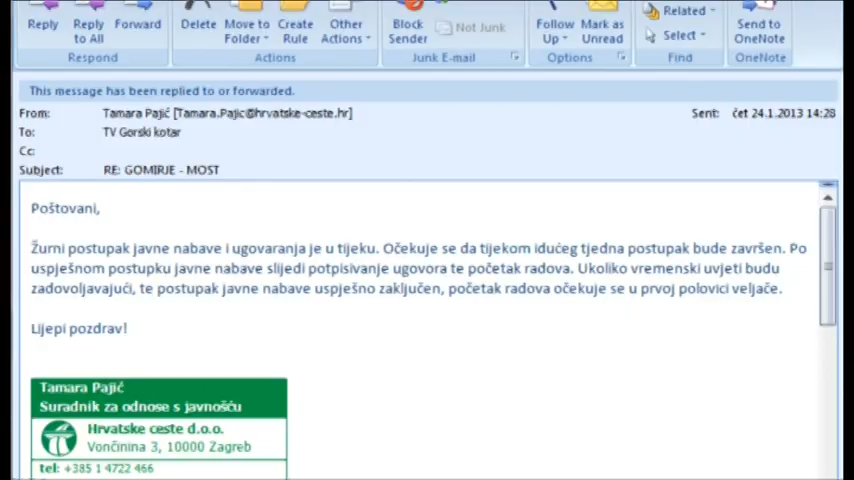 Reply Reply to All Forward Delete Move to Folder Create Rule Other Actions Block Sender Not Junk Follow Up Mark as Unread Related Select Send to OneNote
Respond Actions Junk E-mail Options Find OneNote
This message has been replied to or forwarded.
From: Tamara Pajić [Tamara.Pajic@hrvatske-ceste.hr] Sent: čet 24.1.2013 14:28
To: TV Gorski kotar
Cc:
Subject: RE: GOMIRJE - MOST
Poštovani,
Žurni postupak javne nabave i ugovaranja je u tijeku. Očekuje se da tijekom idućeg tjedna postupak bude završen. Po
uspješnom postupku javne nabave slijedi potpisivanje ugovora te početak radova. Ukoliko vremenski uvjeti budu
zadovoljavajući, te postupak javne nabave uspješno zaključen, početak radova očekuje se u prvoj polovici veljače.
Lijepi pozdrav!
Tamara Pajić
Suradnik za odnose s javnošću
Hrvatske ceste d.o.o.
Vončinina 3, 10000 Zagreb
tel: +385 1 4722 466